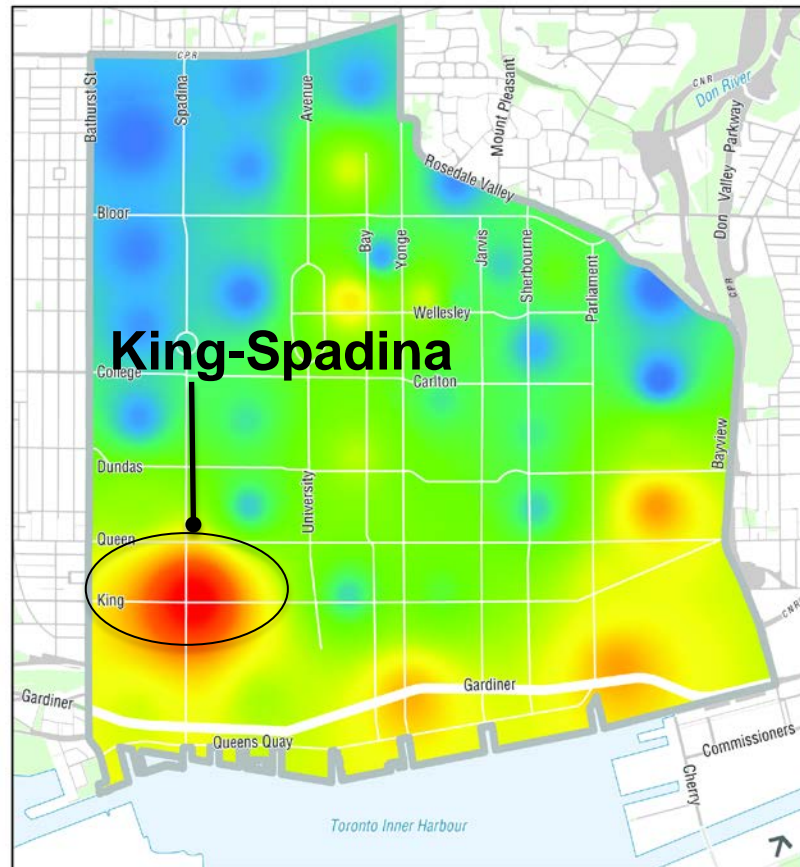 CPR
CNR
Don River
Bathurst St
Spadina
Avenue
Mount Pleasant
Don Valley Parkway
Rosedale Valley
Bloor
Bay
Yonge
Jarvis
Sherbourne
Parliament
CPR
Wellesley
King-Spadina
College
Carlton
Dundas
University
Bayview
Queen
King
CNR
Gardiner
Gardiner
Queens Quay
Commissioners
Cherry
Toronto Inner Harbour